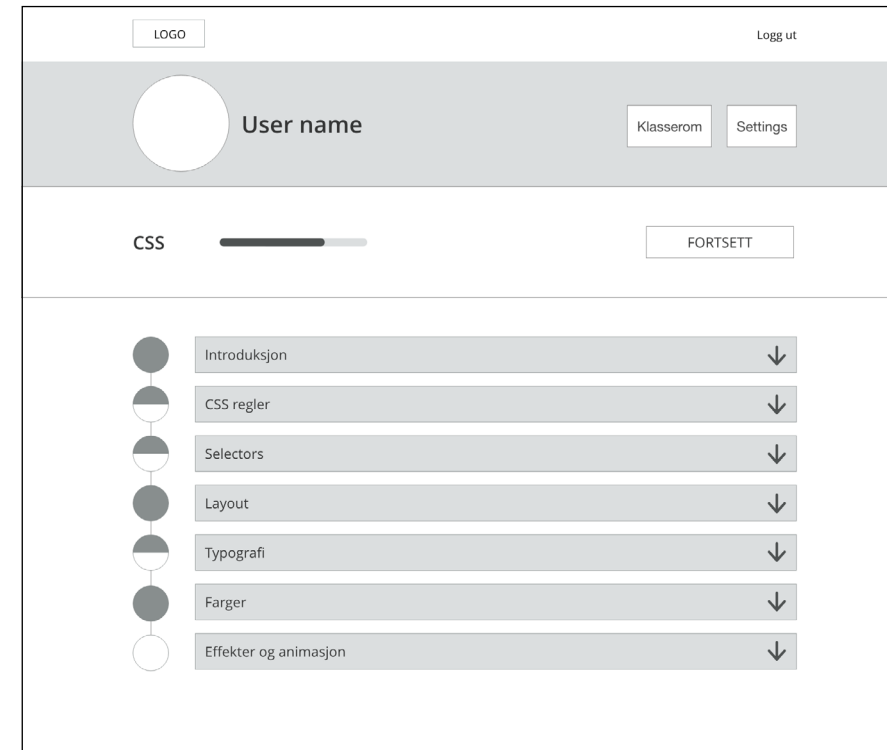 LOGO
Logg ut
User name
Klasserom
Settings
CSS
FORTSETT
Introduksjon
CSS regler
Selectors
Layout
Typografi
Farger
Effekter og animasjon